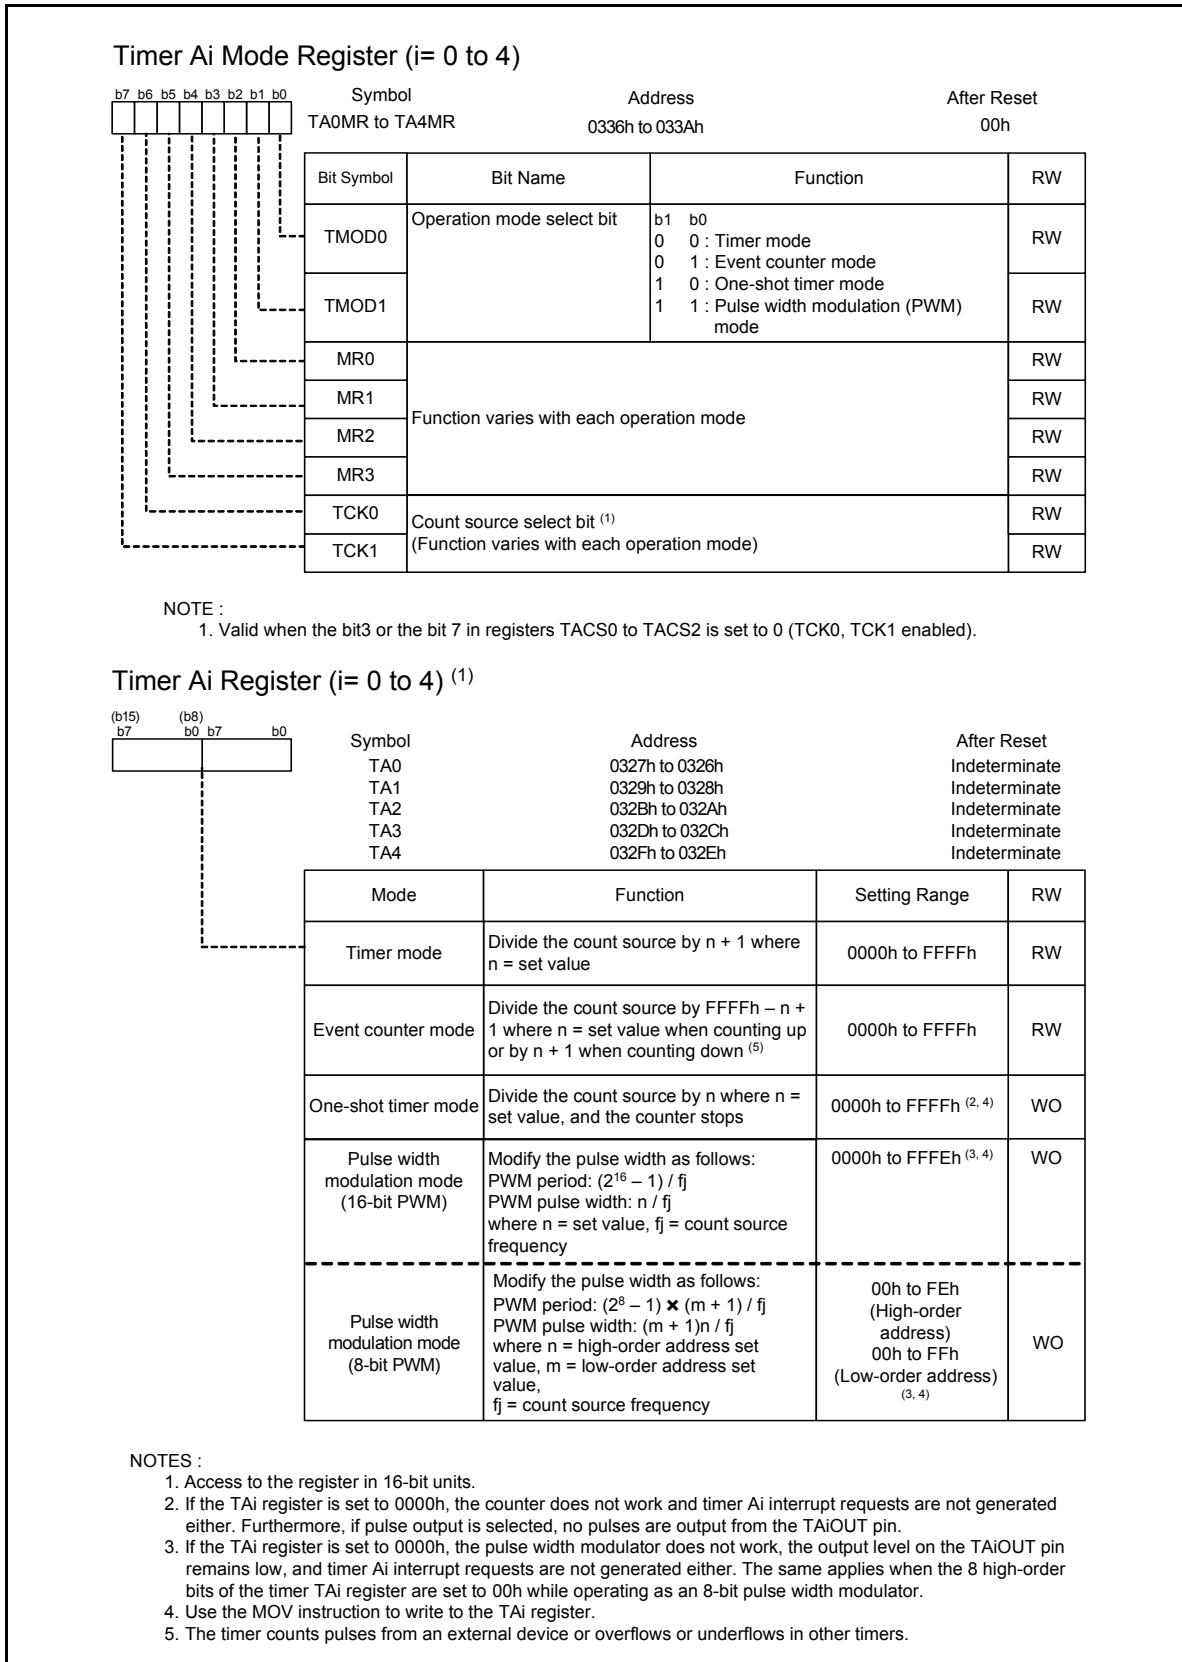 Timer Ai Mode Register (i= 0 to 4)
b7 b6 b5 b4 b3 b2 b1 b0
Symbol Address After Reset
TA0MR to TA4MR 0336h to 033Ah 00h
Bit Symbol Bit Name Function RW
TMOD0 Operation mode select bit b1 b0 RW
0 0 : Timer mode
0 1 : Event counter mode
TMOD1 1 0 : One-shot timer mode RW
1 1 : Pulse width modulation (PWM)
mode
MR0 RW
MR1 RW
Function varies with each operation mode
MR2 RW
MR3 RW
TCK0 Count source select bit (1) RW
TCK1 (Function varies with each operation mode) RW
NOTE :
1. Valid when the bit3 or the bit 7 in registers TACS0 to TACS2 is set to 0 (TCK0, TCK1 enabled).
Timer Ai Register (i= 0 to 4) (1)
(b15) (b8)
b7 b0 b7 b0
Symbol Address After Reset
TA0 0327h to 0326h Indeterminate
TA1 0329h to 0328h Indeterminate
TA2 032Bh to 032Ah Indeterminate
TA3 032Dh to 032Ch Indeterminate
TA4 032Fh to 032Eh Indeterminate
Mode Function Setting Range RW
Timer mode Divide the count source by n + 1 where 0000h to FFFFh RW
n = set value
Event counter mode Divide the count source by FFFFh – n + 0000h to FFFFh RW
1 where n = set value when counting up
or by n + 1 when counting down (5)
One-shot timer mode Divide the count source by n where n = 0000h to FFFFh (2, 4) WO
set value, and the counter stops
Pulse width Modify the pulse width as follows: 0000h to FFFEh (3, 4) WO
modulation mode PWM period: (2¹⁶ – 1) / fj
(16-bit PWM) PWM pulse width: n / fj
where n = set value, fj = count source
frequency
Pulse width Modify the pulse width as follows: 00h to FEh WO
modulation mode PWM period: (2⁸ – 1) × (m + 1) / fj (High-order
(8-bit PWM) PWM pulse width: (m + 1)n / fj address)
where n = high-order address set 00h to FFh
value, m = low-order address set (Low-order address)
value, (3, 4)
fj = count source frequency
NOTES :
1. Access to the register in 16-bit units.
2. If the TAi register is set to 0000h, the counter does not work and timer Ai interrupt requests are not generated
either. Furthermore, if pulse output is selected, no pulses are output from the TAiOUT pin.
3. If the TAi register is set to 0000h, the pulse width modulator does not work, the output level on the TAiOUT pin
remains low, and timer Ai interrupt requests are not generated either. The same applies when the 8 high-order
bits of the timer TAi register are set to 00h while operating as an 8-bit pulse width modulator.
4. Use the MOV instruction to write to the TAi register.
5. The timer counts pulses from an external device or overflows or underflows in other timers.